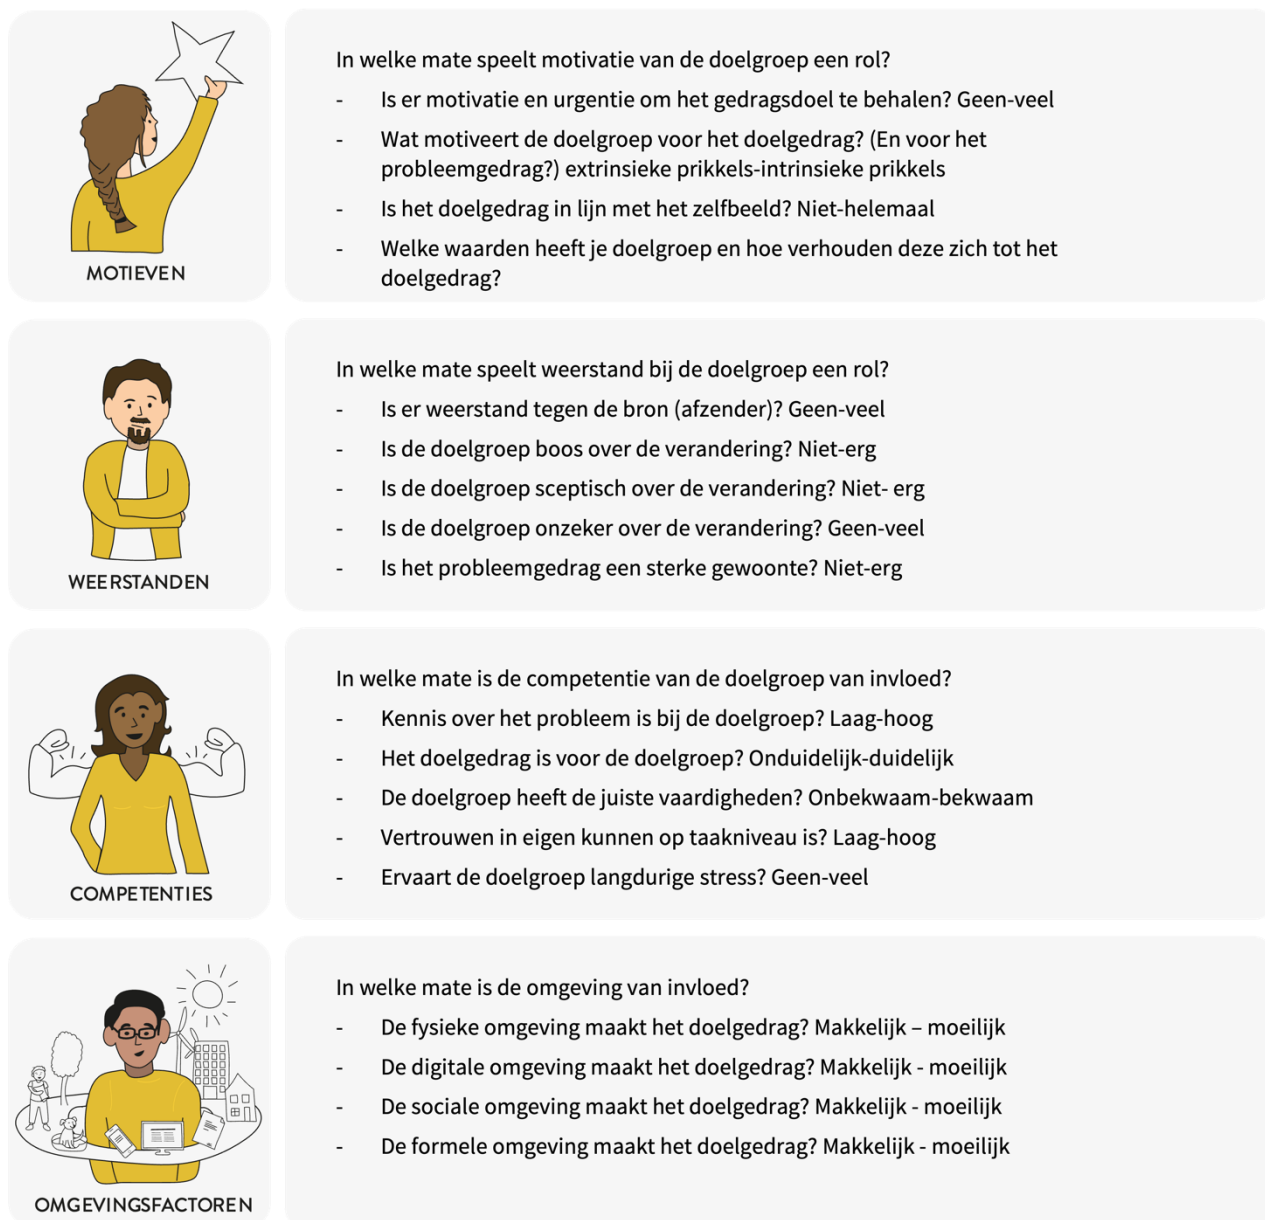 In welke mate speelt motivatie van de doelgroep een rol?
- Is er motivatie en urgentie om het gedragsdoel te behalen? Geen-veel
- Wat motiveert de doelgroep voor het doelgedrag? (En voor het
probleemgedrag?) extrinsieke prikkels-intrinsieke prikkels
- Is het doelgedrag in lijn met het zelfbeeld? Niet-helemaal
- Welke waarden heeft je doelgroep en hoe verhouden deze zich tot het
doelgedrag?
MOTIEVEN
In welke mate speelt weerstand bij de doelgroep een rol?
- Is er weerstand tegen de bron (afzender)? Geen-veel
- Is de doelgroep boos over de verandering? Niet-erg
- Is de doelgroep sceptisch over de verandering? Niet- erg
- Is de doelgroep onzeker over de verandering? Geen-veel
- Is het probleemgedrag een sterke gewoonte? Niet-erg
WEERSTANDEN
In welke mate is de competentie van de doelgroep van invloed?
- Kennis over het probleem is bij de doelgroep? Laag-hoog
- Het doelgedrag is voor de doelgroep? Onduidelijk-duidelijk
- De doelgroep heeft de juiste vaardigheden? Onbekwaam-bekwaam
- Vertrouwen in eigen kunnen op taakniveau is? Laag-hoog
- Ervaart de doelgroep langdurige stress? Geen-veel
COMPETENTIES
In welke mate is de omgeving van invloed?
- De fysieke omgeving maakt het doelgedrag? Makkelijk – moeilijk
- De digitale omgeving maakt het doelgedrag? Makkelijk - moeilijk
- De sociale omgeving maakt het doelgedrag? Makkelijk - moeilijk
- De formele omgeving maakt het doelgedrag? Makkelijk - moeilijk
OMGEVINGSFACTOREN